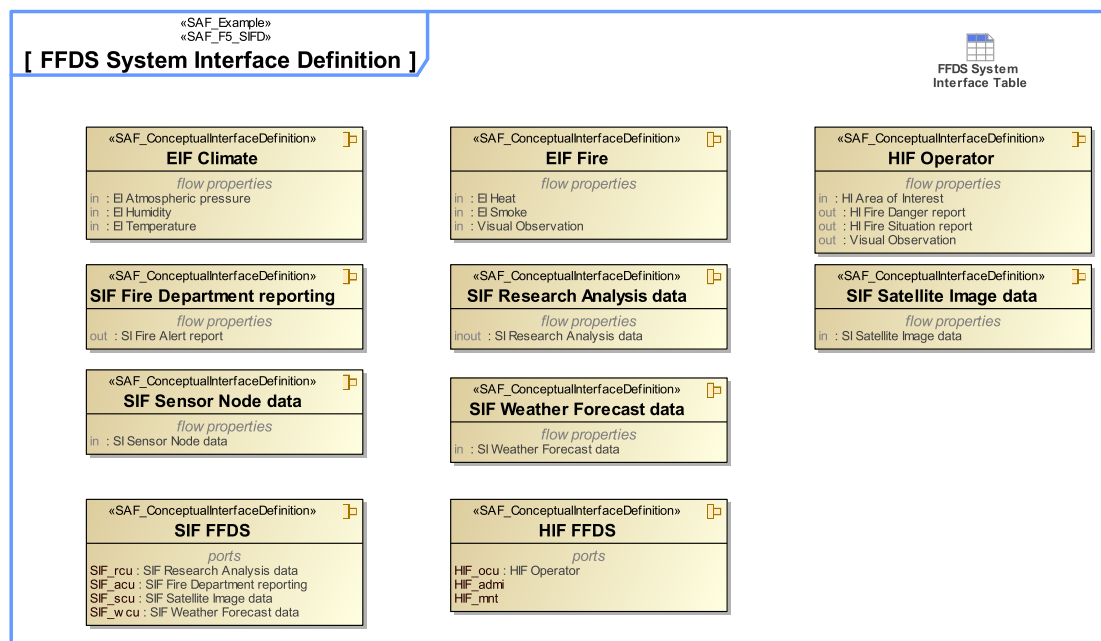 «SAF_Example»
«SAF_F5_SIFD»
[ FFDS System Interface Definition ]
FFDS System
Interface Table
«SAF_ConceptualInterfaceDefinition»
EIF Climate
flow properties
in : EI Atmospheric pressure
in : EI Humidity
in : EI Temperature
«SAF_ConceptualInterfaceDefinition»
EIF Fire
flow properties
in : EI Heat
in : EI Smoke
in : Visual Observation
«SAF_ConceptualInterfaceDefinition»
HIF Operator
flow properties
in : HI Area of Interest
out : HI Fire Danger report
out : HI Fire Situation report
out : Visual Observation
«SAF_ConceptualInterfaceDefinition»
SIF Fire Department reporting
flow properties
out : SI Fire Alert report
«SAF_ConceptualInterfaceDefinition»
SIF Research Analysis data
flow properties
inout : SI Research Analysis data
«SAF_ConceptualInterfaceDefinition»
SIF Satellite Image data
flow properties
in : SI Satellite Image data
«SAF_ConceptualInterfaceDefinition»
SIF Sensor Node data
flow properties
in : SI Sensor Node data
«SAF_ConceptualInterfaceDefinition»
SIF Weather Forecast data
flow properties
in : SI Weather Forecast data
«SAF_ConceptualInterfaceDefinition»
SIF FFDS
ports
SIF_rcu : SIF Research Analysis data
SIF_acu : SIF Fire Department reporting
SIF_scu : SIF Satellite Image data
SIF_wcu : SIF Weather Forecast data
«SAF_ConceptualInterfaceDefinition»
HIF FFDS
ports
HIF_ocu : HIF Operator
HIF_admi
HIF_mnt